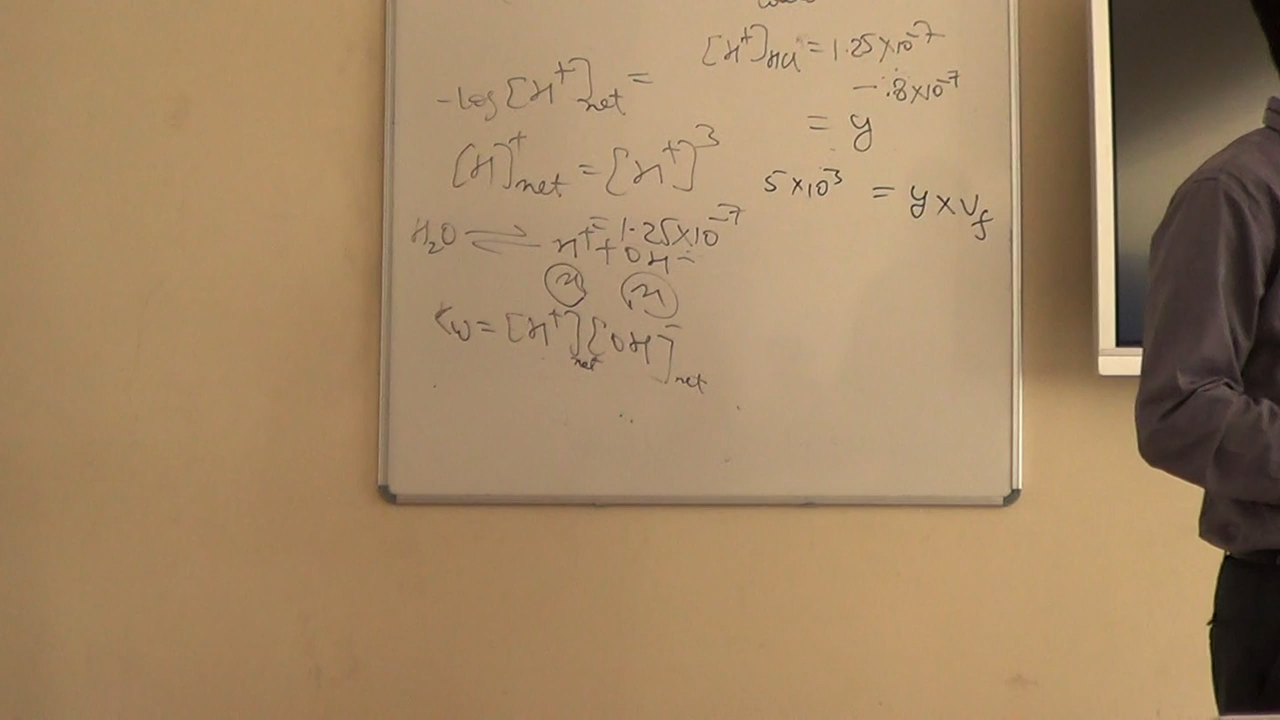 -log[H⁺]net =
[H]⁺net = [H⁺]³
= 1.25×10⁻⁷
H₂O ⇌ H⁺ + OH⁻
x x
Kw = [H⁺]net [OH]⁻net
[H⁺]HCl = 1.25×10⁻⁷
- .8×10⁻⁷
= y
5×10⁻³ = y×Vf